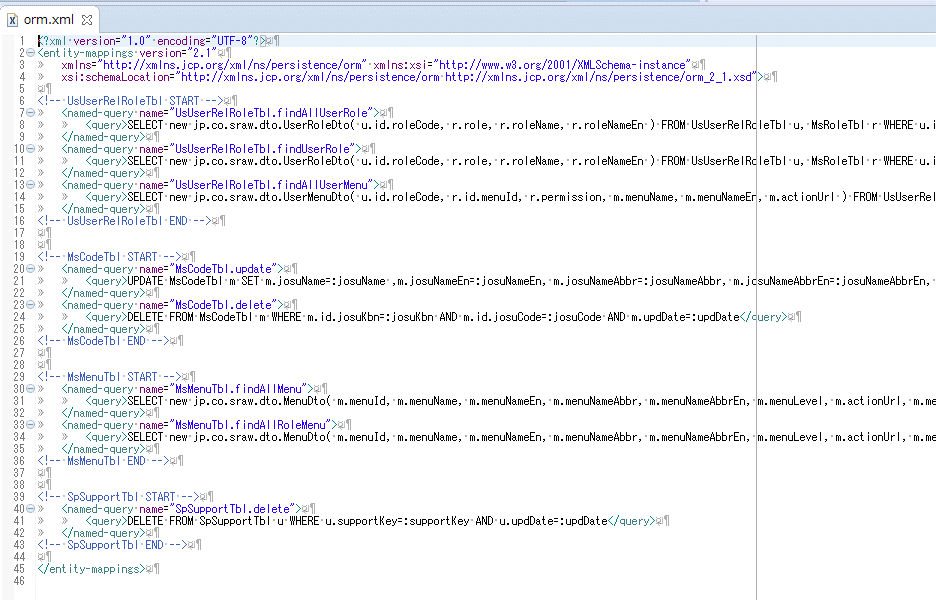 orm.xml
1 <?xml version="1.0" encoding="UTF-8"?>
2 <entity-mappings version="2.1"
3 xmlns="http://xmlns.jcp.org/xml/ns/persistence/orm" xmlns:xsi="http://www.w3.org/2001/XMLSchema-instance"
4 xsi:schemaLocation="http://xmlns.jcp.org/xml/ns/persistence/orm http://xmlns.jcp.org/xml/ns/persistence/orm_2_1.xsd">
5
6 <!-- UsUserRelRoleTbl START -->
7 <named-query name="UsUserRelRoleTbl.findAllUserRole">
8 <query>SELECT new jp.co.sraw.dto.UserRoleDto( u.id.roleCode, r.role, r.roleName, r.roleNameEn ) FROM UsUserRelRoleTbl u, MsRoleTbl r WHERE u.i
9 </named-query>
10 <named-query name="UsUserRelRoleTbl.findUserRole">
11 <query>SELECT new jp.co.sraw.dto.UserRoleDto( u.id.roleCode, r.role, r.roleName, r.roleNameEn ) FROM UsUserRelRoleTbl u, MsRoleTbl r WHERE u.i
12 </named-query>
13 <named-query name="UsUserRelRoleTbl.findAllUserMenu">
14 <query>SELECT new jp.co.sraw.dto.UserMenuDto( u.id.roleCode, r.id.menuId, r.permission, m.menuName, m.menuNameEn, m.actionUrl ) FROM UsUserRel
15 </named-query>
16 <!-- UsUserRelRoleTbl END -->
17
18
19 <!-- MsCodeTbl START -->
20 <named-query name="MsCodeTbl.update">
21 <query>UPDATE MsCodeTbl m SET m.josuName=:josuName, m.josuNameEn=:josuNameEn, m.josuNameAbbr=:josuNameAbbr, m.josuNameAbbrEn=:josuNameAbbrEn,
22 </named-query>
23 <named-query name="MsCodeTbl.delete">
24 <query>DELETE FROM MsCodeTbl m WHERE m.id.josuKbn=:josuKbn AND m.id.josuCode=:josuCode AND m.updDate=:updDate</query>
25 </named-query>
26 <!-- MsCodeTbl END -->
27
28
29 <!-- MsMenuTbl START -->
30 <named-query name="MsMenuTbl.findAllMenu">
31 <query>SELECT new jp.co.sraw.dto.MenuDto( m.menuId, m.menuName, m.menuNameEn, m.menuNameAbbr, m.menuNameAbbrEn, m.menuLevel, m.actionUrl, m.me
32 </named-query>
33 <named-query name="MsMenuTbl.findAllRoleMenu">
34 <query>SELECT new jp.co.sraw.dto.MenuDto( m.menuId, m.menuName, m.menuNameEn, m.menuNameAbbr, m.menuNameAbbrEn, m.menuLevel, m.actionUrl, m.me
35 </named-query>
36 <!-- MsMenuTbl END -->
37
38
39 <!-- SpSupportTbl START -->
40 <named-query name="SpSupportTbl.delete">
41 <query>DELETE FROM SpSupportTbl u WHERE u.supportKey=:supportKey AND u.updDate=:updDate</query>
42 </named-query>
43 <!-- SpSupportTbl END -->
44
45 </entity-mappings>
46